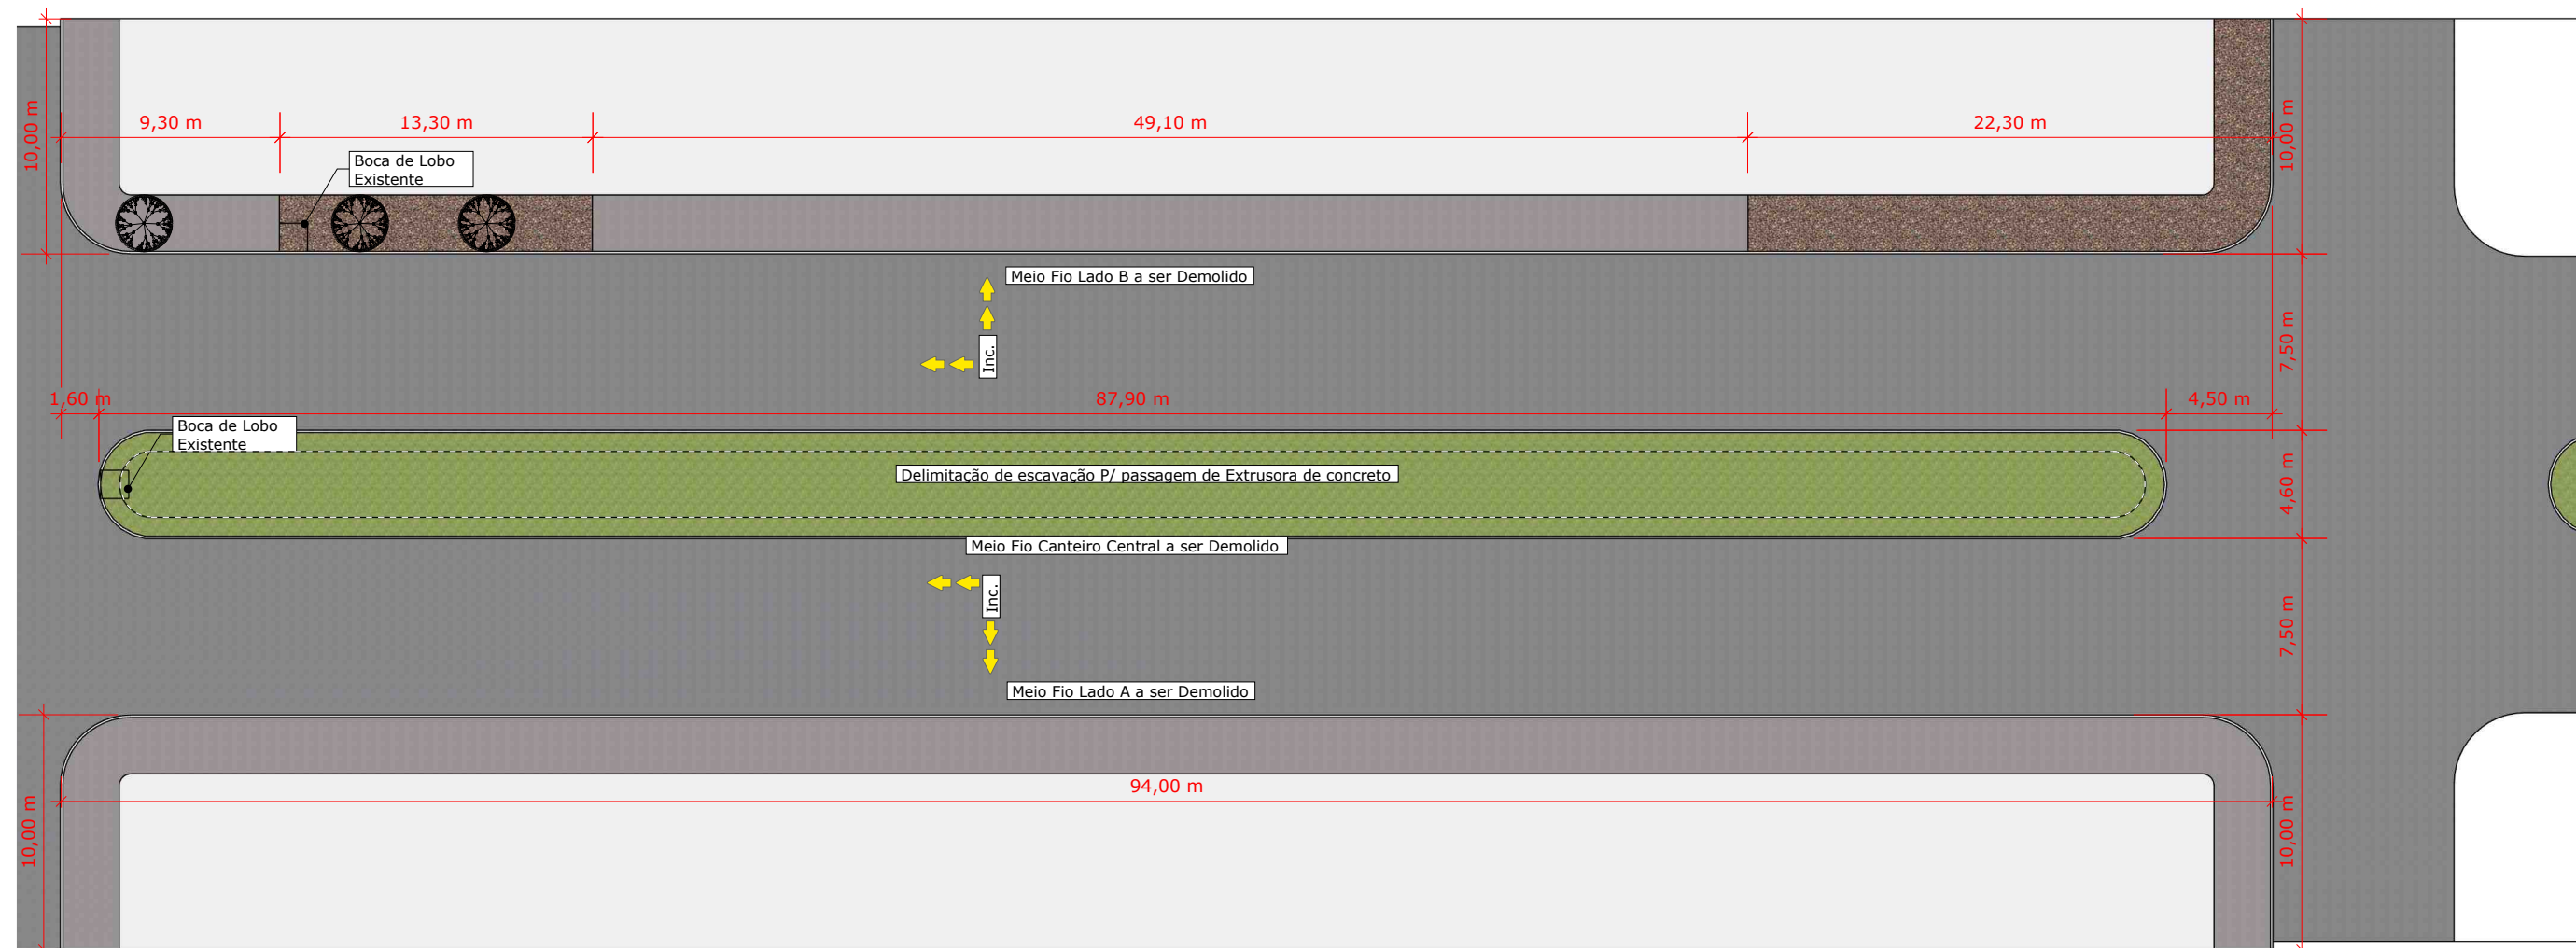 10,00 m
9,30 m
13,30 m
49,10 m
22,30 m
10,00 m
Boca de Lobo
Existente
Meio Fio Lado B a ser Demolido
Inc.
7,50 m
1,60 m
87,90 m
4,50 m
Boca de Lobo
Existente
Delimitação de escavação P/ passagem de Extrusora de concreto
4,60 m
Meio Fio Canteiro Central a ser Demolido
Inc.
7,50 m
Meio Fio Lado A a ser Demolido
94,00 m
10,00 m
10,00 m